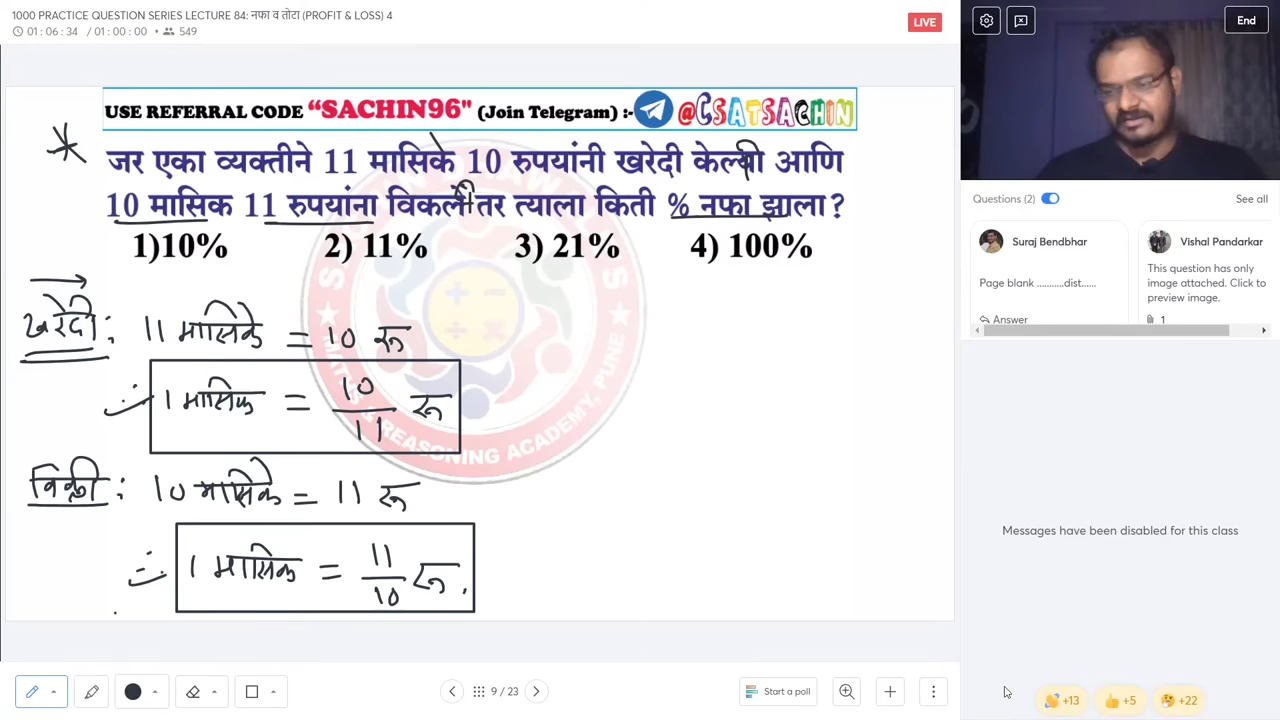 1000 PRACTICE QUESTION SERIES LECTURE 84: नफा व तोटा (PROFIT & LOSS) 4
01 : 06 : 34 / 01 : 00 : 00 • 549
LIVE
End
USE REFERRAL CODE “SACHIN96” (Join Telegram) :- @CSATSACHIN
जर एका व्यक्तीने 11 मासिके 10 रुपयांनी खरेदी केल्यी आणि
10 मासिक 11 रुपयांना विकले तर त्याला किती % नफा झाला?
1)10% 2) 11% 3) 21% 4) 100%
खरेदी : 11 मासिके = 10 रू
∴ 1 मासिक = 10/11 रू
विक्री : 10 मासिके = 11 रू
∴ 1 मासिक = 11/10 रू.
MATHS & REASONING ACADEMY, PUNE
Questions (2)
See all
Suraj Bendbhar
Page blank ...........dist......
Answer
Vishal Pandarkar
This question has only
image attached. Click to
preview image.
1
Messages have been disabled for this class
9 / 23
Start a poll
+13 +5 +22